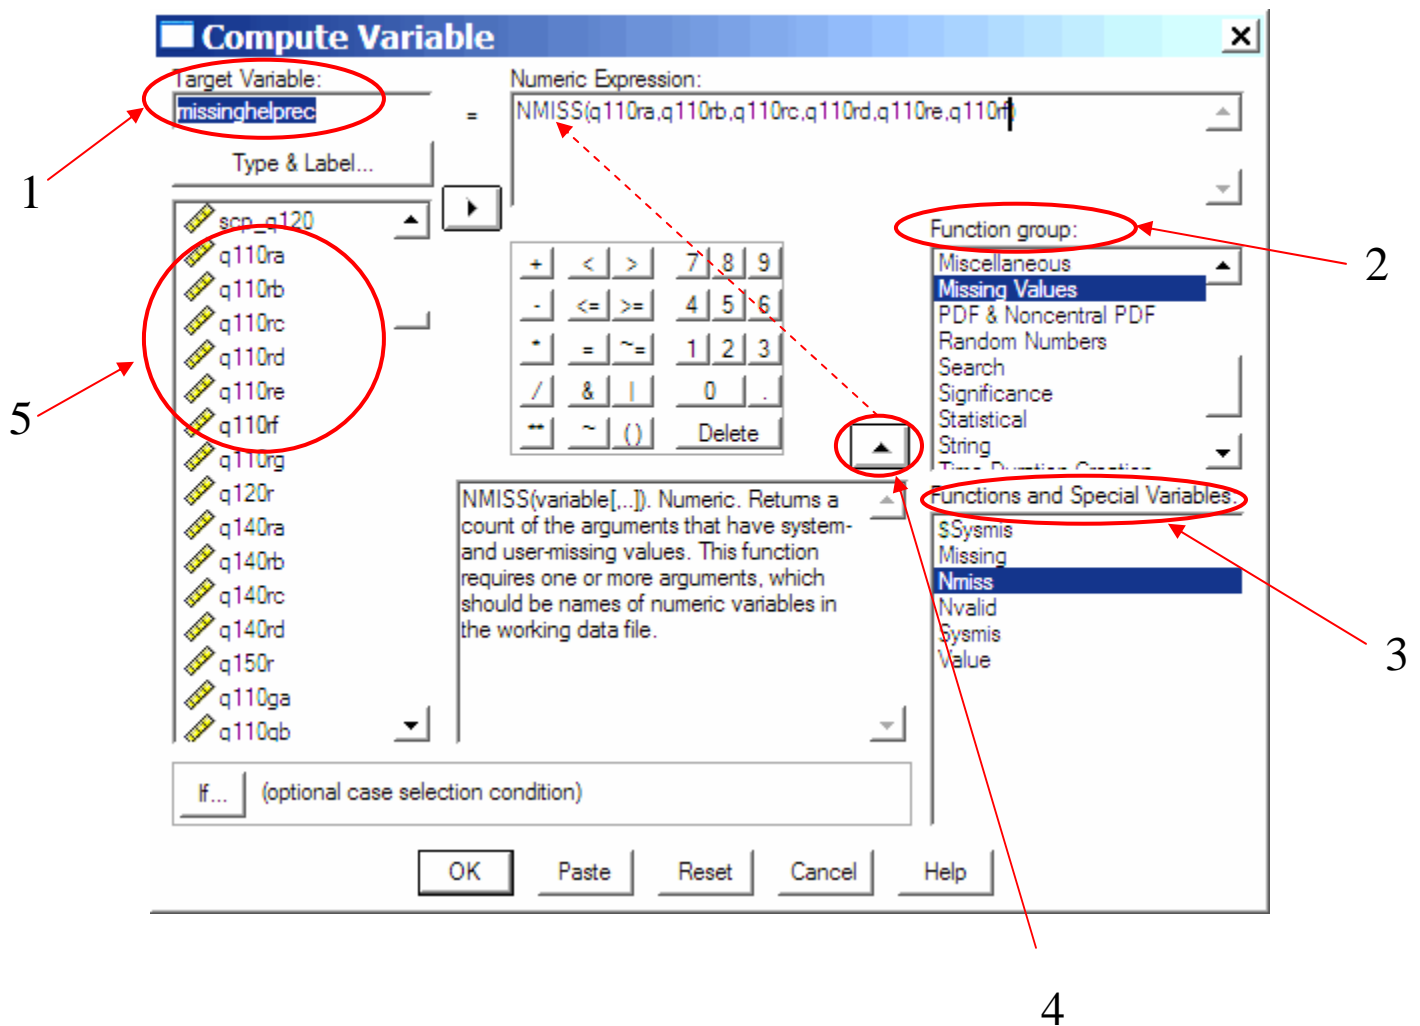 Compute Variable
Target Variable:
missinghelprec
=
Numeric Expression:
NMISS(q110ra,q110rb,q110rc,q110rd,q110re,q110rf)
Type & Label...
1
scp_q120
q110ra
q110rb
q110rc
q110rd
q110re
q110rf
q110rg
q120r
q140ra
q140rb
q140rc
q140rd
q150r
q110ga
q110gb
5
+ < > 7 8 9
- <= >= 4 5 6
* = ~= 1 2 3
/ & | 0 .
** ~ () Delete
Function group:
2
Miscellaneous
Missing Values
PDF & Noncentral PDF
Random Numbers
Search
Significance
Statistical
String
Time Duration Creation
NMISS(variable[,..]). Numeric. Returns a
count of the arguments that have system-
and user-missing values. This function
requires one or more arguments, which
should be names of numeric variables in
the working data file.
Functions and Special Variables:
$Sysmis
Missing
Nmiss
Nvalid
Sysmis
Value
3
If... (optional case selection condition)
OK Paste Reset Cancel Help
4